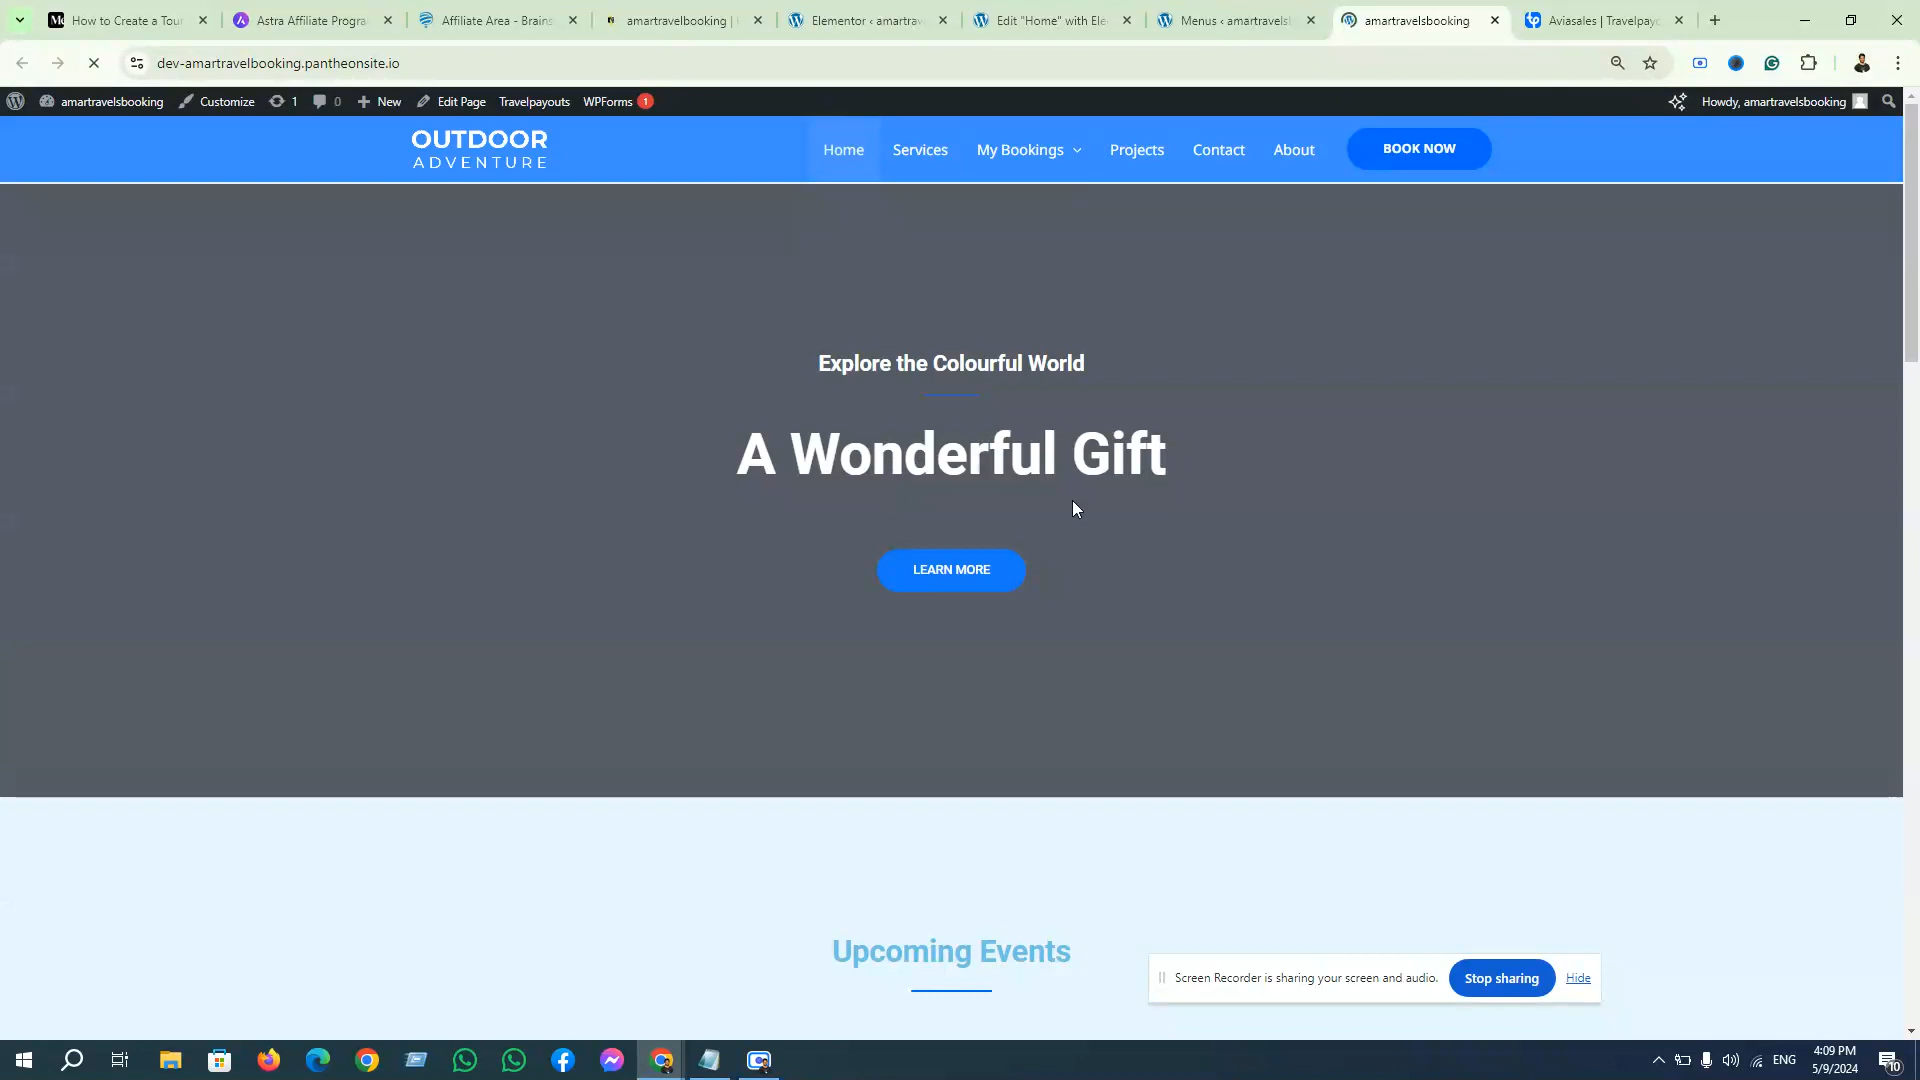 How to Create a Tour
Astra Affiliate Progra
Affiliate Area - Brains
amartravelbooking |
Elementor ‹ amartrav
Edit "Home" with Ele
Menus ‹ amartravelsb
amartravelsbooking
Aviasales | Travelpayo
dev-amartravelbooking.pantheonsite.io
amartravelsbooking
Customize
1
0
New
Edit Page
Travelpayouts
WPForms 1
Howdy, amartravelsbooking
OUTDOOR
ADVENTURE
Home
Services
My Bookings
Projects
Contact
About
BOOK NOW
Explore the Colourful World
A Wonderful Gift
LEARN MORE
Upcoming Events
Screen Recorder is sharing your screen and audio.
Stop sharing
Hide
ENG
4:09 PM
5/9/2024
10